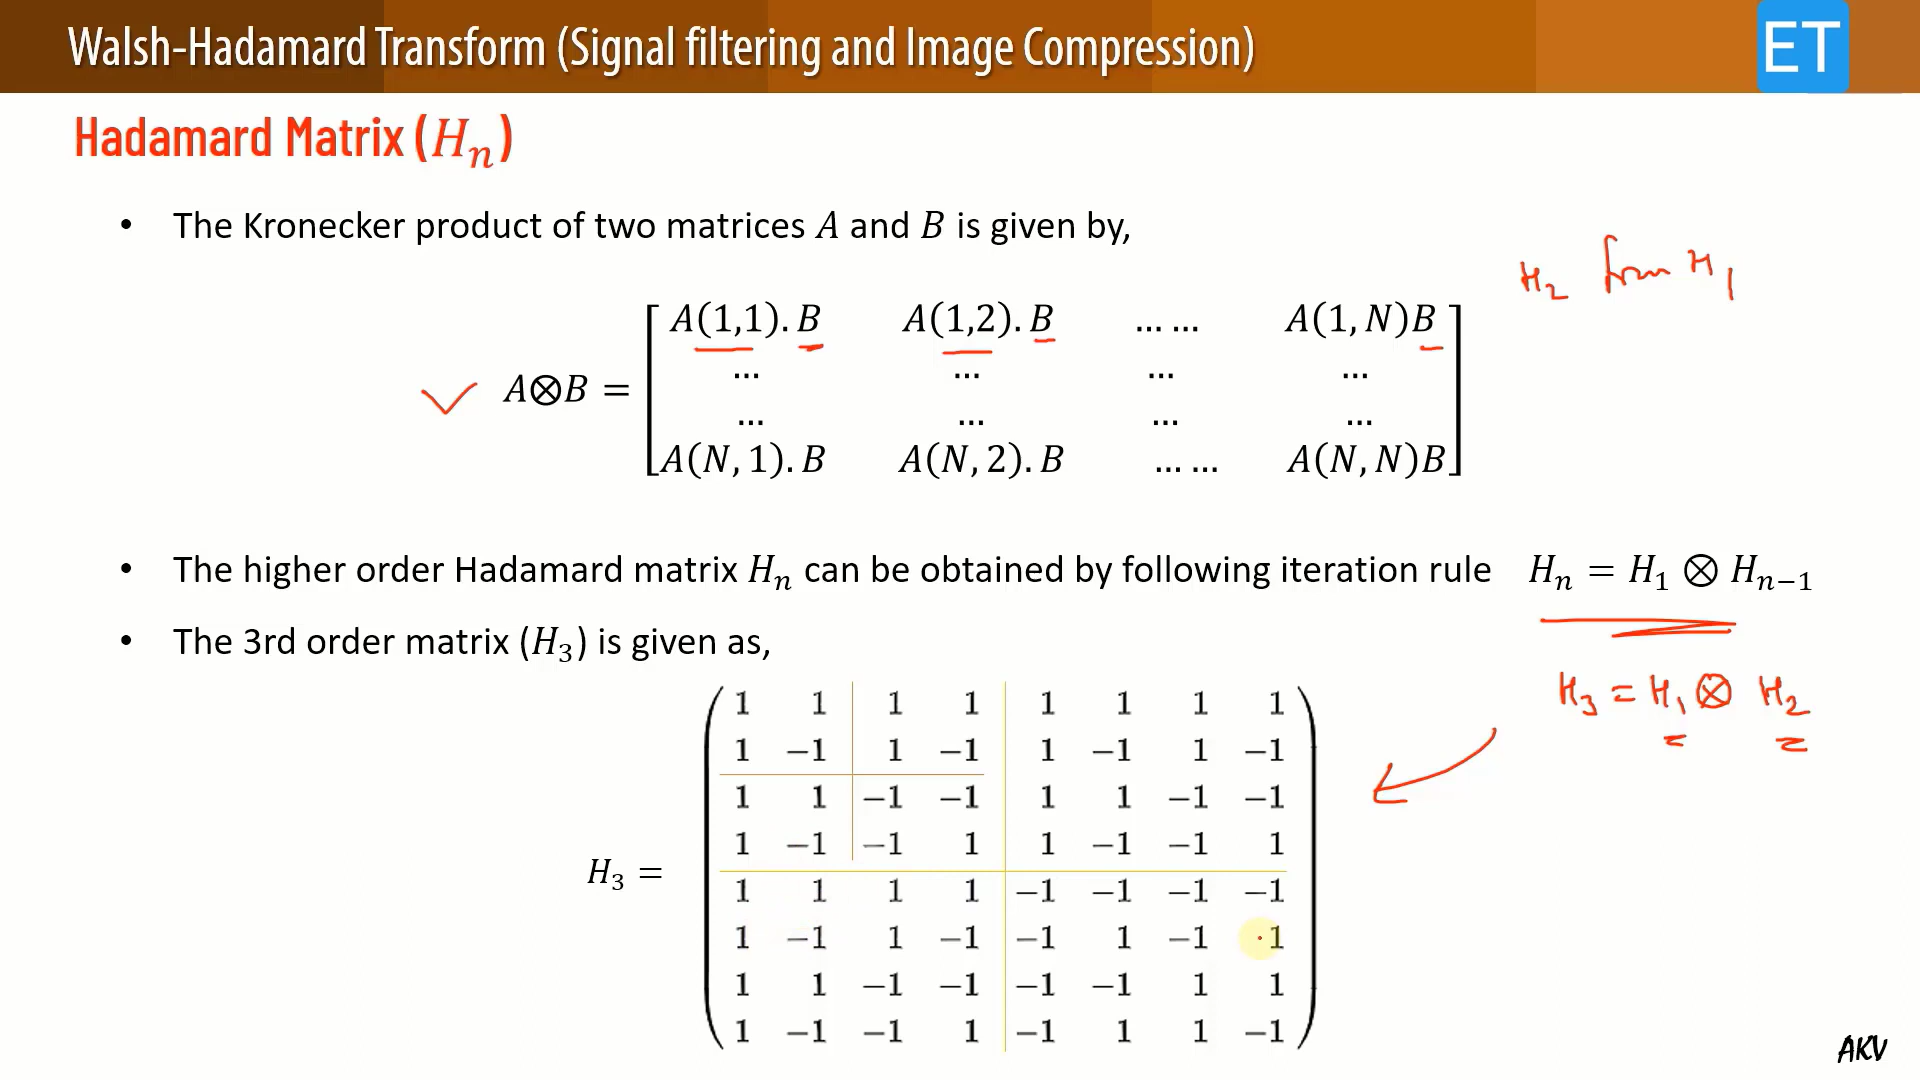 Walsh-Hadamard Transform (Signal filtering and Image Compression)
ET
Hadamard Matrix (Hₙ)
• The Kronecker product of two matrices A and B is given by,
H₂ from H₁
A(1,1).B A(1,2).B ... ... A(1,N)B
... ... ... ...
A⊗B =
... ... ... ...
A(N,1).B A(N,2).B ... ... A(N,N)B
• The higher order Hadamard matrix Hₙ can be obtained by following iteration rule Hₙ = H₁ ⊗ Hₙ₋₁
• The 3rd order matrix (H₃) is given as,
H₃ = H₁ ⊗ H₂
1 1 1 1 1 1 1 1
1 −1 1 −1 1 −1 1 −1
1 1 −1 −1 1 1 −1 −1
1 −1 −1 1 1 −1 −1 1
H₃ =
1 1 1 1 −1 −1 −1 −1
1 −1 1 −1 −1 1 −1 1
1 1 −1 −1 −1 −1 1 1
1 −1 −1 1 −1 1 1 −1
AKV